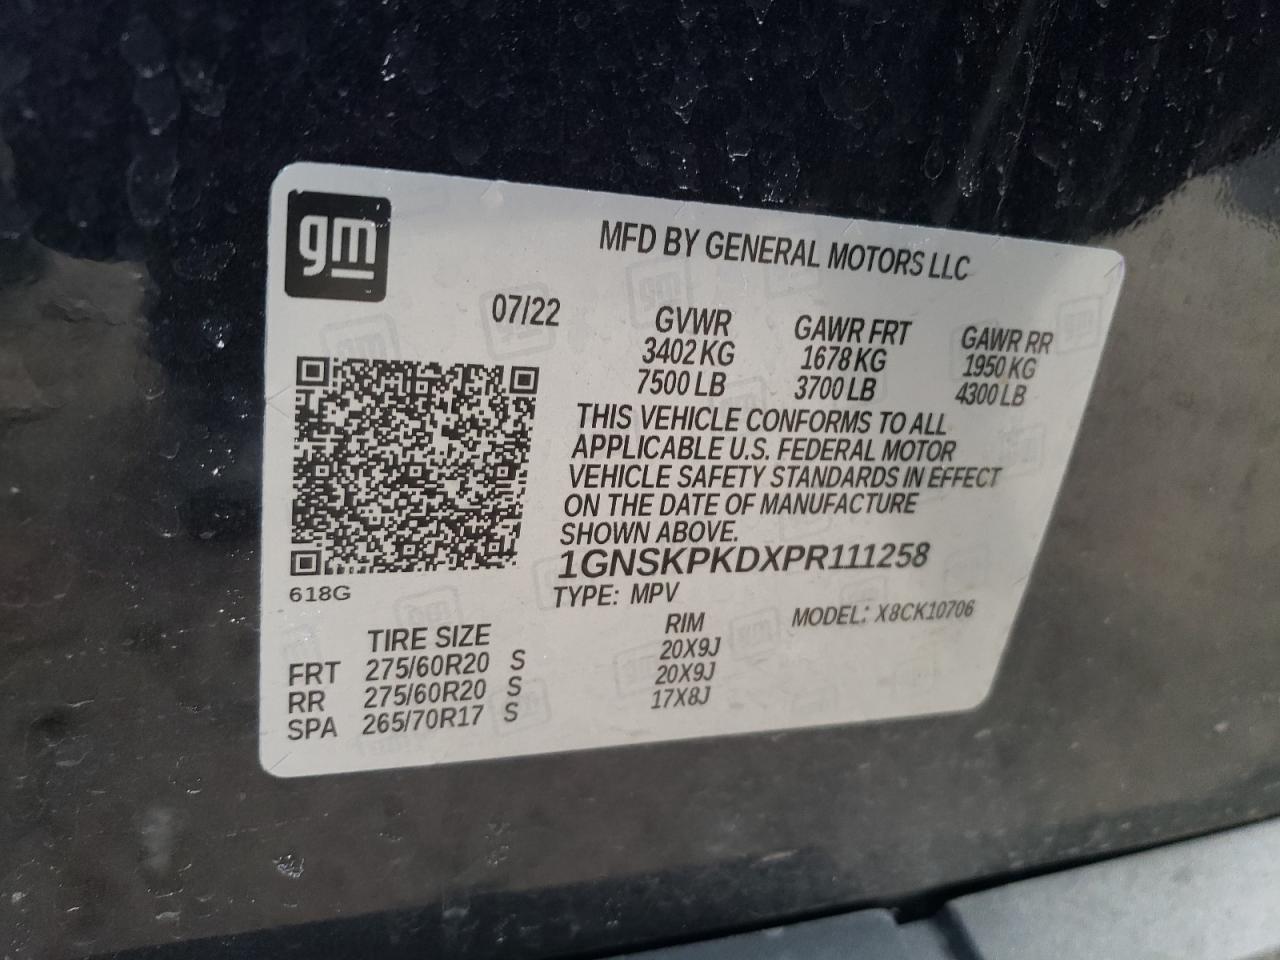 gm
MFD BY GENERAL MOTORS LLC
07/22
GVWR GAWR FRT GAWR RR
3402 KG 1678 KG 1950 KG
7500 LB 3700 LB 4300 LB
THIS VEHICLE CONFORMS TO ALL
APPLICABLE U.S. FEDERAL MOTOR
VEHICLE SAFETY STANDARDS IN EFFECT
ON THE DATE OF MANUFACTURE
SHOWN ABOVE.
1GNSKPKDXPR111258
618G
TYPE: MPV MODEL: X8CK10706
TIRE SIZE RIM
FRT 275/60R20 S 20X9J
RR 275/60R20 S 20X9J
SPA 265/70R17 S 17X8J